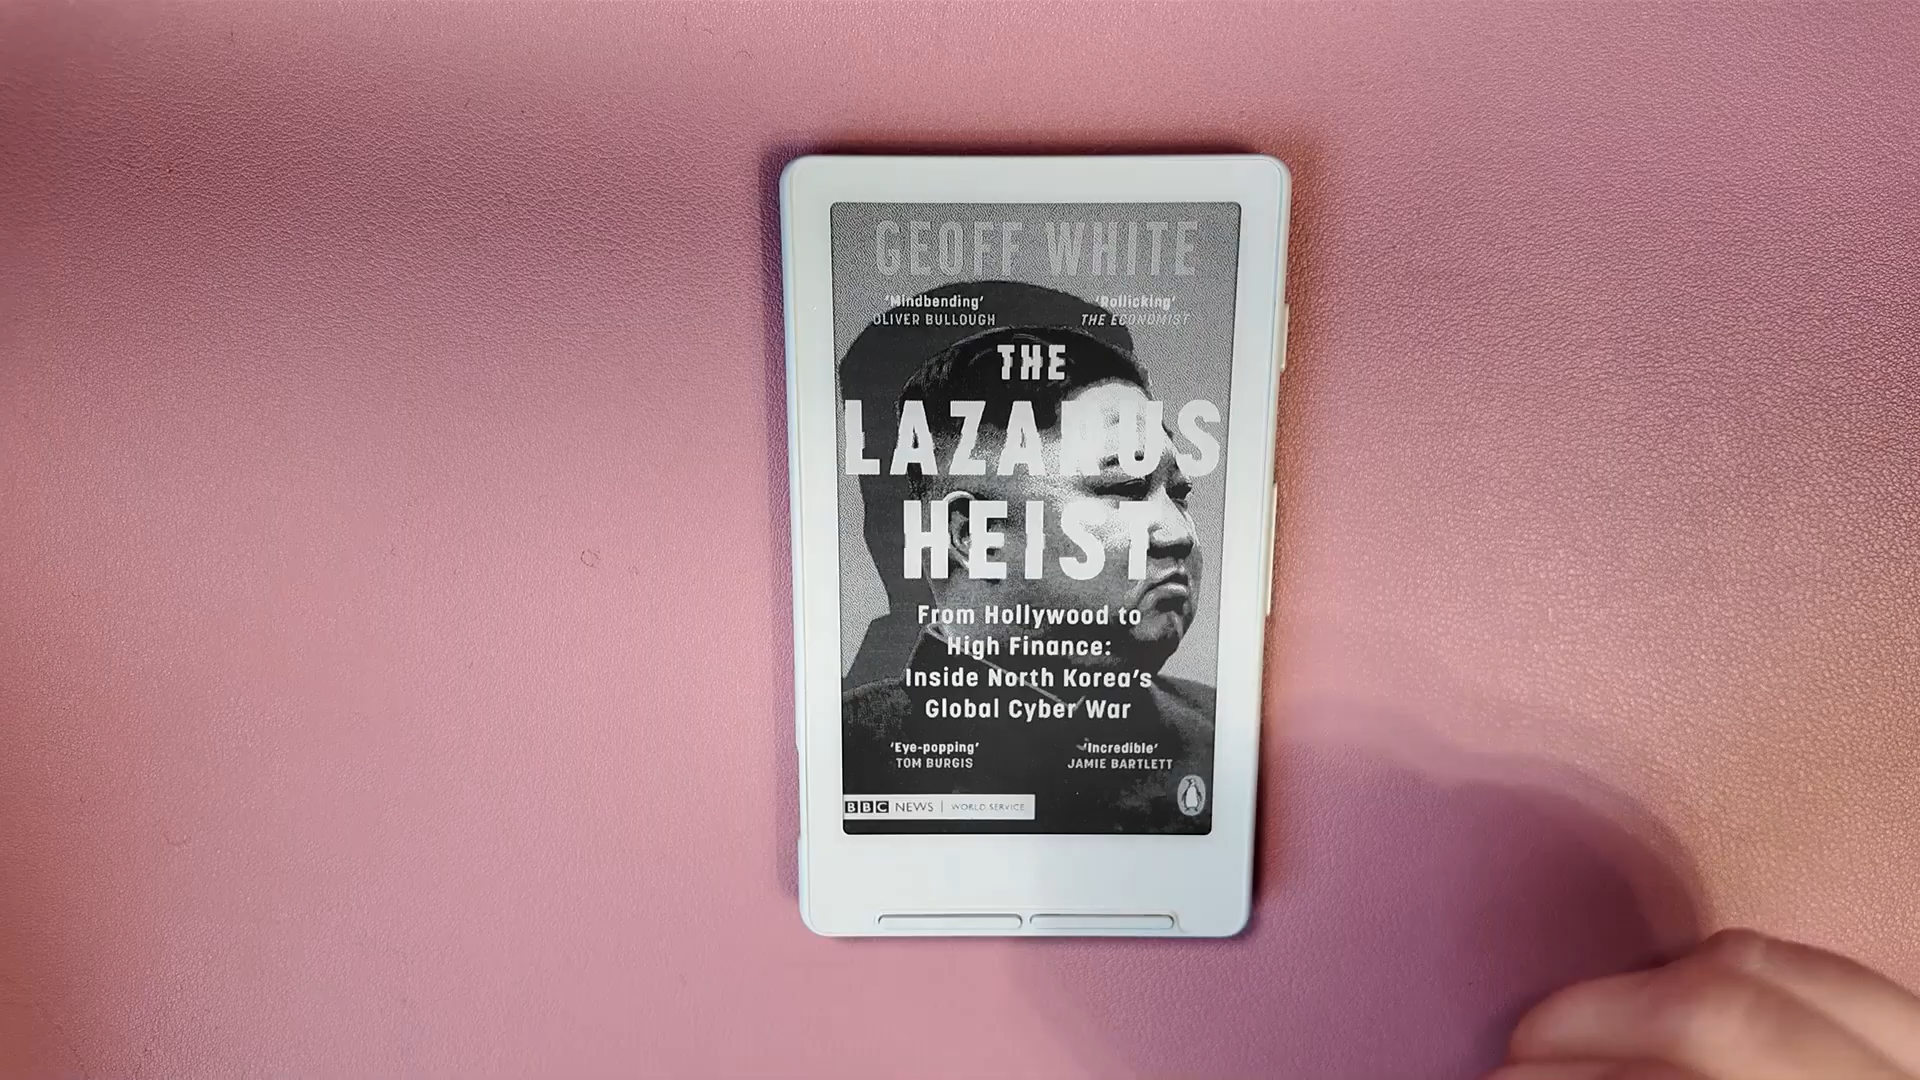 GEOFF WHITE
'Mindbending' 'Rollicking'
OLIVER BULLOUGH THE ECONOMIST
THE
LAZARUS
HEIST
From Hollywood to
High Finance:
Inside North Korea's
Global Cyber War
'Eye-popping' 'Incredible'
TOM BURGIS JAMIE BARTLETT
BBC NEWS | WORLD SERVICE